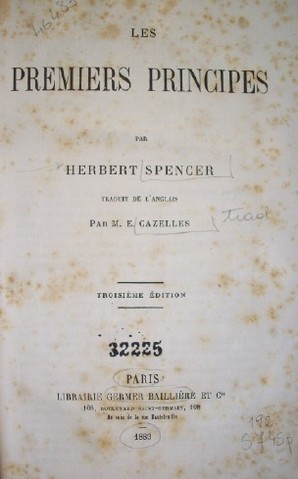 LES
PREMIERS PRINCIPES
PAR
HERBERT SPENCER
TRADUIT DE L'ANGLAIS
PAR M. E. CAZELLES
trad
TROISIÈME ÉDITION
32225
PARIS
LIBRAIRIE GERMER BAILLIÈRE ET Cie
108, BOULEVARD SAINT-GERMAIN, 108
Au coin de la rue Hautefeuille
1883
192